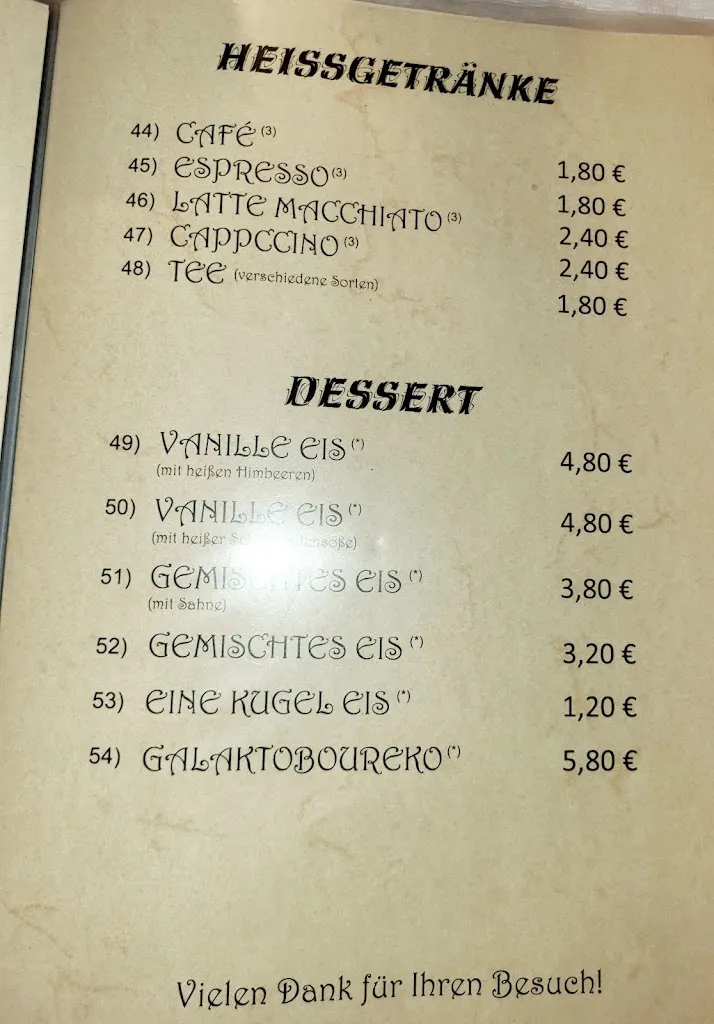 HEISSGETRÄNKE
44) CAFÉ (3) 1,80 €
45) ESPRESSO (3) 1,80 €
46) LATTE MACCHIATO (3) 2,40 €
47) CAPPCCINO (3) 2,40 €
48) TEE (verschiedene Sorten) 1,80 €
DESSERT
49) VANILLE EIS (*) 4,80 €
(mit heißen Himbeeren)
50) VANILLE EIS (*) 4,80 €
(mit heißer
51) GEMISCHTES EIS (*) 3,80 €
(mit Sahne)
52) GEMISCHTES EIS (*) 3,20 €
53) EINE KUGEL EIS (*) 1,20 €
54) GALAKTOBOUREKO (*) 5,80 €
Vielen Dank für Ihren Besuch!